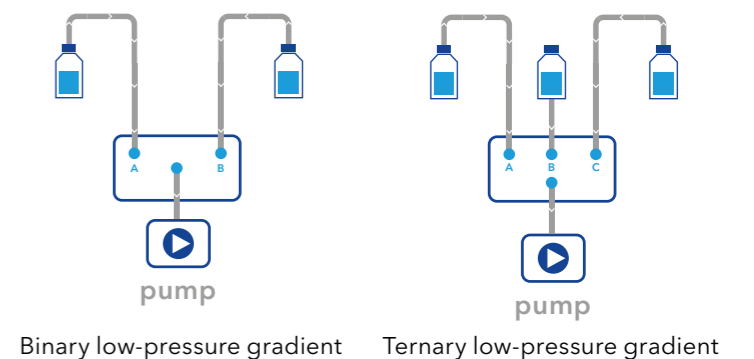 A B
A B C
pump
pump
Binary low-pressure gradient
Ternary low-pressure gradient